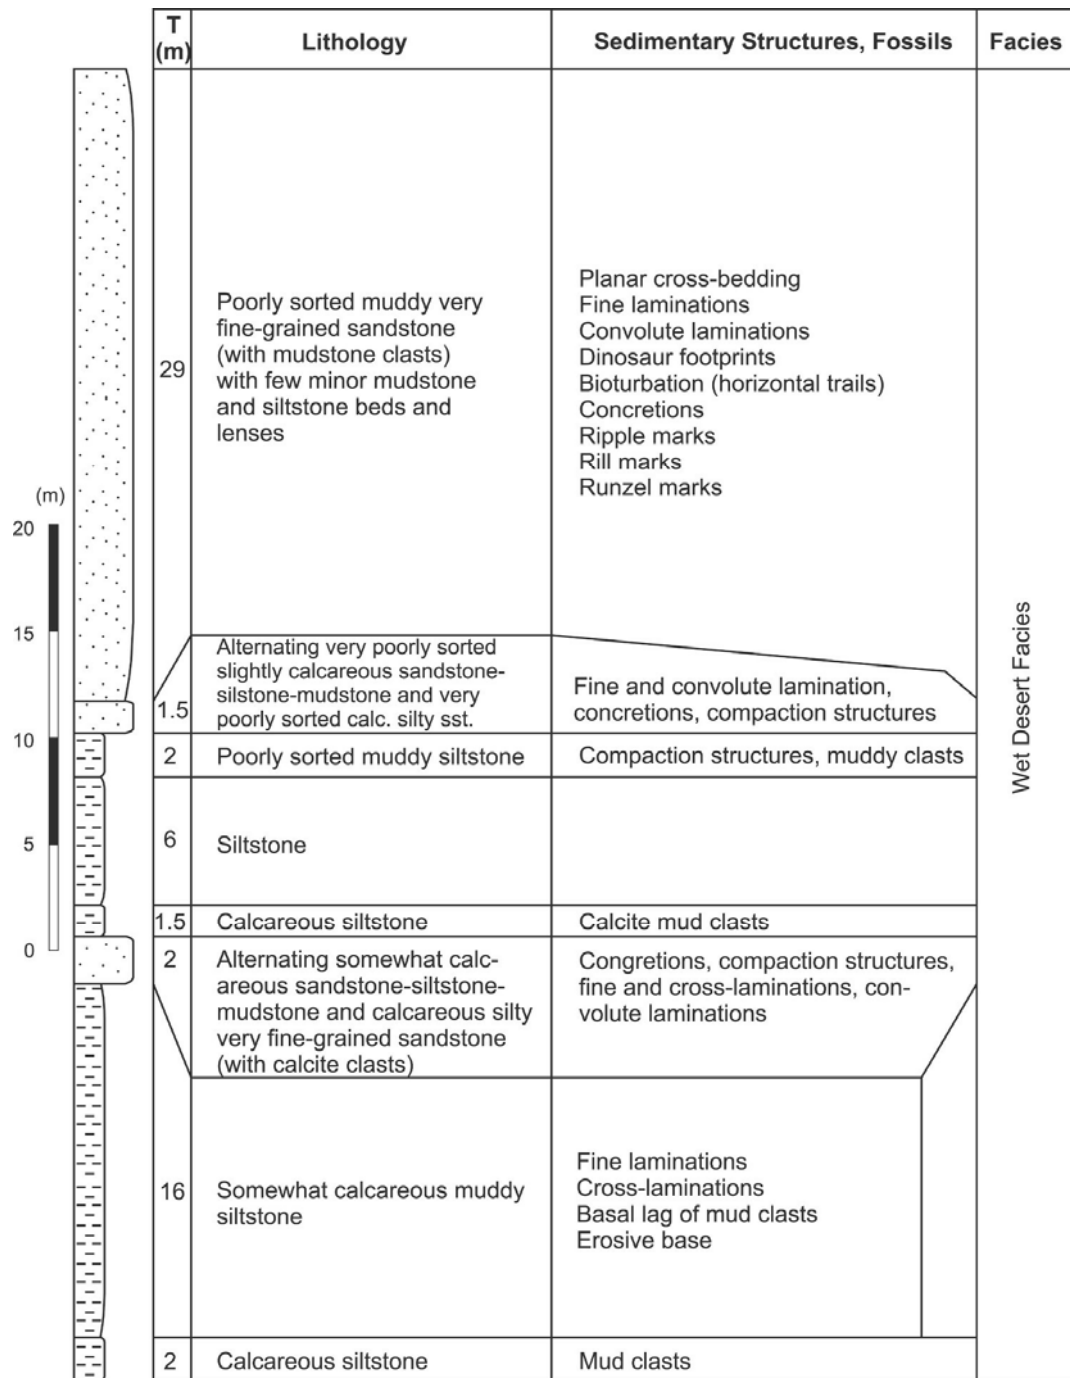 T
(m)
Lithology
Sedimentary Structures, Fossils
Facies
29
Poorly sorted muddy very
fine-grained sandstone
(with mudstone clasts)
with few minor mudstone
and siltstone beds and
lenses
Planar cross-bedding
Fine laminations
Convolute laminations
Dinosaur footprints
Bioturbation (horizontal trails)
Concretions
Ripple marks
Rill marks
Runzel marks
(m)
20
15
10
5
0
Wet Desert Facies
1.5
Alternating very poorly sorted
slightly calcareous sandstone-
silstone-mudstone and very
poorly sorted calc. silty sst.
Fine and convolute lamination,
concretions, compaction structures
2
Poorly sorted muddy siltstone
Compaction structures, muddy clasts
6
Siltstone
1.5
Calcareous siltstone
Calcite mud clasts
2
Alternating somewhat calc-
areous sandstone-siltstone-
mudstone and calcareous silty
very fine-grained sandstone
(with calcite clasts)
Congretions, compaction structures,
fine and cross-laminations, con-
volute laminations
16
Somewhat calcareous muddy
siltstone
Fine laminations
Cross-laminations
Basal lag of mud clasts
Erosive base
2
Calcareous siltstone
Mud clasts